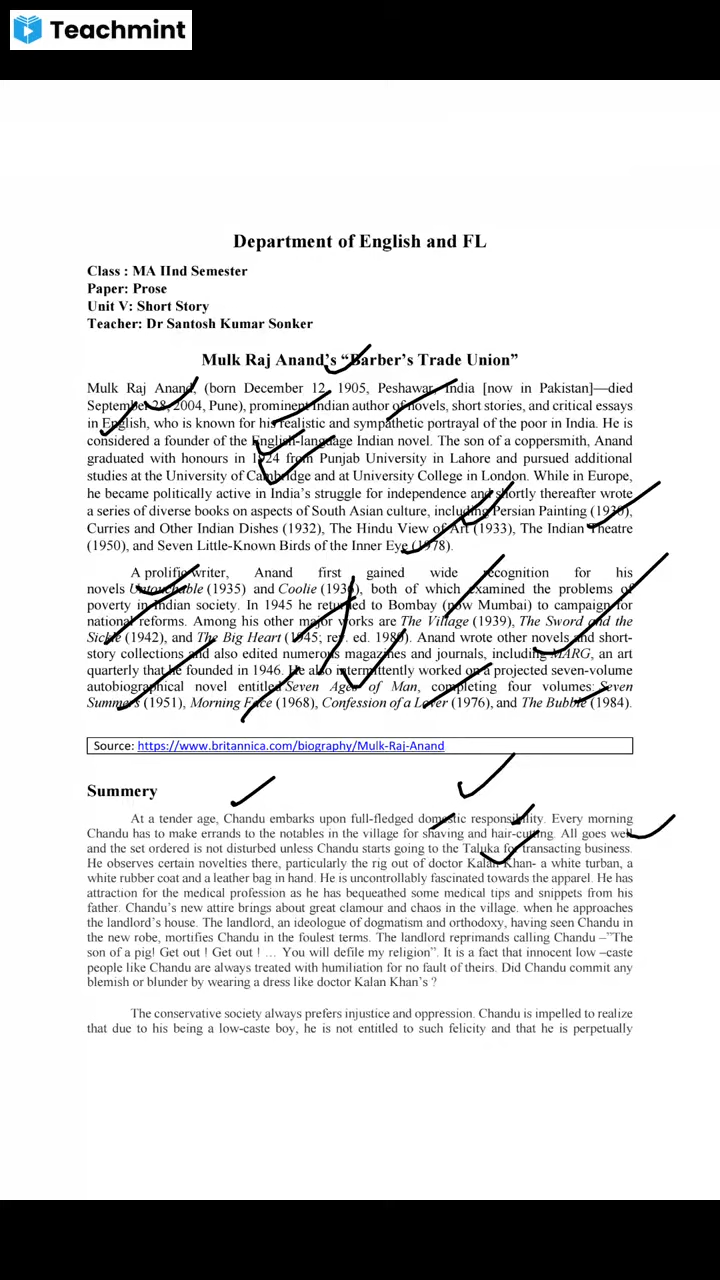 Teachmint
Department of English and FL
Class : MA IInd Semester
Paper: Prose
Unit V: Short Story
Teacher: Dr Santosh Kumar Sonker
Mulk Raj Anand's “Barber's Trade Union”
Mulk Raj Anand, (born December 12, 1905, Peshawar, India [now in Pakistan]—died
September 28, 2004, Pune), prominent Indian author of novels, short stories, and critical essays
in English, who is known for his realistic and sympathetic portrayal of the poor in India. He is
considered a founder of the English-language Indian novel. The son of a coppersmith, Anand
graduated with honours in 1924 from Punjab University in Lahore and pursued additional
studies at the University of Cambridge and at University College in London. While in Europe,
he became politically active in India's struggle for independence and shortly thereafter wrote
a series of diverse books on aspects of South Asian culture, including Persian Painting (1930),
Curries and Other Indian Dishes (1932), The Hindu View of Art (1933), The Indian Theatre
(1950), and Seven Little-Known Birds of the Inner Eye (1978).
A prolific writer, Anand first gained wide recognition for his
novels Untouchable (1935) and Coolie (1936), both of which examined the problems of
poverty in Indian society. In 1945 he returned to Bombay (now Mumbai) to campaign for
national reforms. Among his other major works are The Village (1939), The Sword and the
Sickle (1942), and The Big Heart (1945; rev. ed. 1980). Anand wrote other novels and short-
story collections and also edited numerous magazines and journals, including MARG, an art
quarterly that he founded in 1946. He also intermittently worked on a projected seven-volume
autobiographical novel entitled Seven Ages of Man, completing four volumes: Seven
Summers (1951), Morning Face (1968), Confession of a Lover (1976), and The Bubble (1984).
Source: https://www.britannica.com/biography/Mulk-Raj-Anand
Summery
At a tender age, Chandu embarks upon full-fledged domestic responsibility. Every morning
Chandu has to make errands to the notables in the village for shaving and hair-cutting. All goes well
and the set ordered is not disturbed unless Chandu starts going to the Taluka for transacting business.
He observes certain novelties there, particularly the rig out of doctor Kalan Khan- a white turban, a
white rubber coat and a leather bag in hand. He is uncontrollably fascinated towards the apparel. He has
attraction for the medical profession as he has bequeathed some medical tips and snippets from his
father. Chandu's new attire brings about great clamour and chaos in the village. when he approaches
the landlord's house. The landlord, an ideologue of dogmatism and orthodoxy, having seen Chandu in
the new robe, mortifies Chandu in the foulest terms. The landlord reprimands calling Chandu –”The
son of a pig! Get out ! Get out ! … You will defile my religion”. It is a fact that innocent low –caste
people like Chandu are always treated with humiliation for no fault of theirs. Did Chandu commit any
blemish or blunder by wearing a dress like doctor Kalan Khan's ?
The conservative society always prefers injustice and oppression. Chandu is impelled to realize
that due to his being a low-caste boy, he is not entitled to such felicity and that he is perpetually